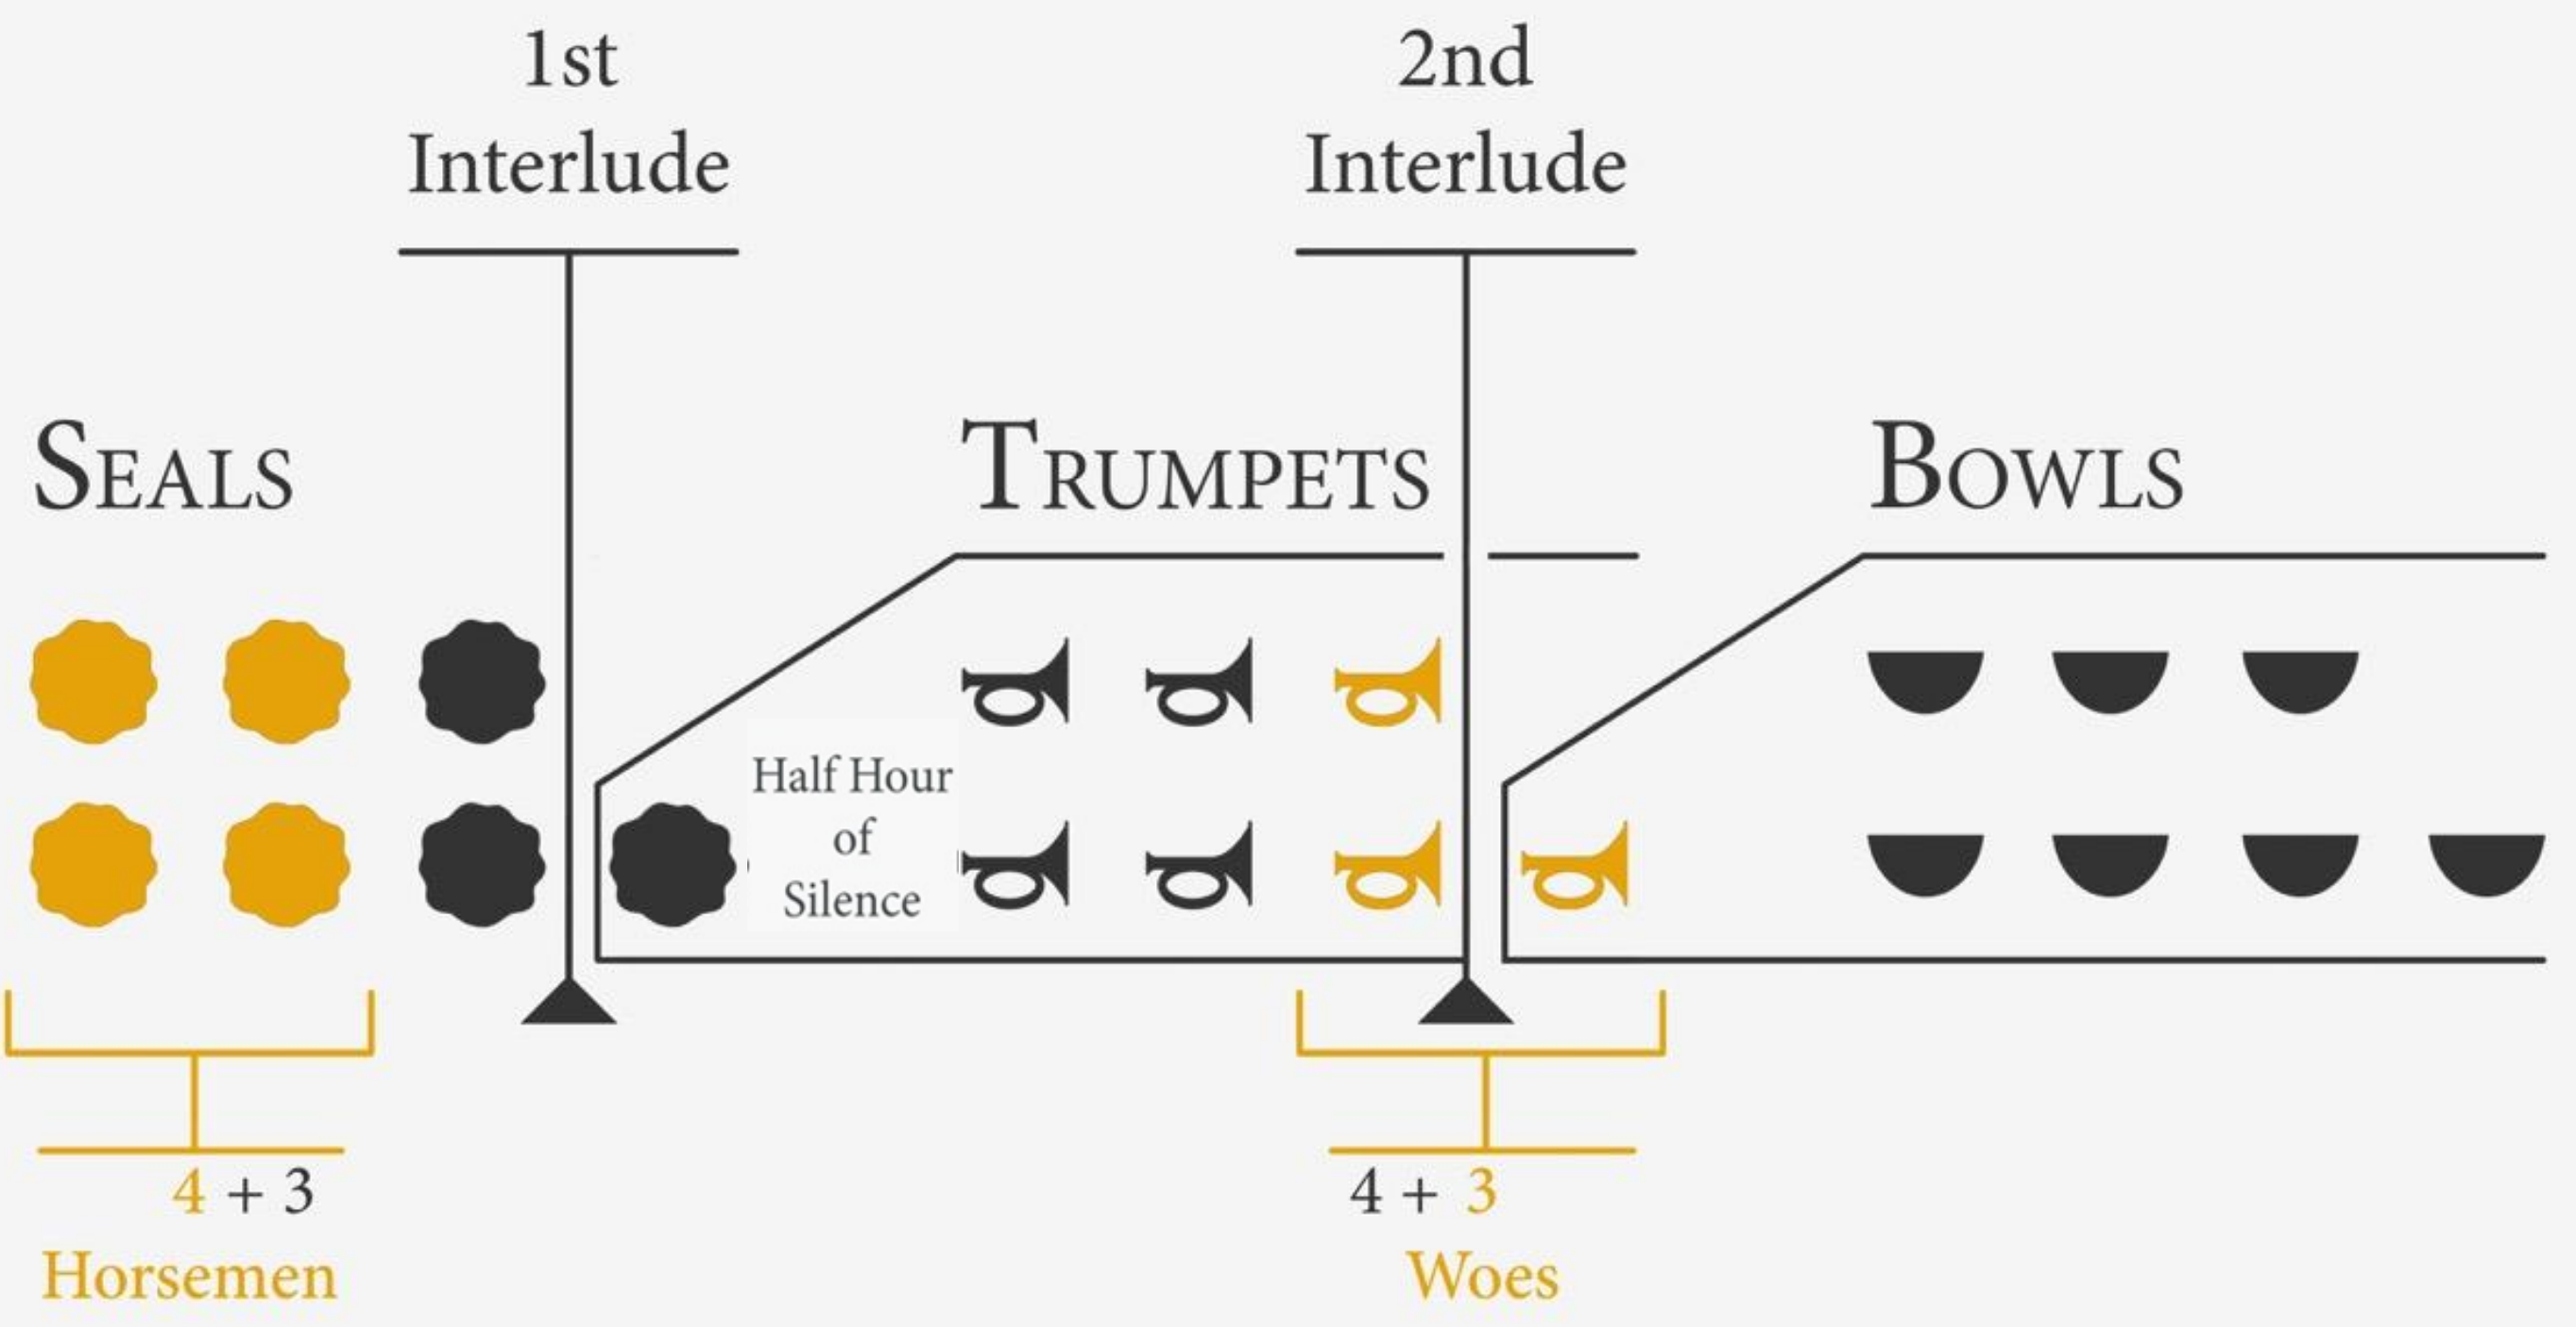 1st
Interlude
2nd
Interlude
SEALS
TRUMPETS
BOWLS
Half Hour
of
Silence
4 + 3
Horsemen
4 + 3
Woes